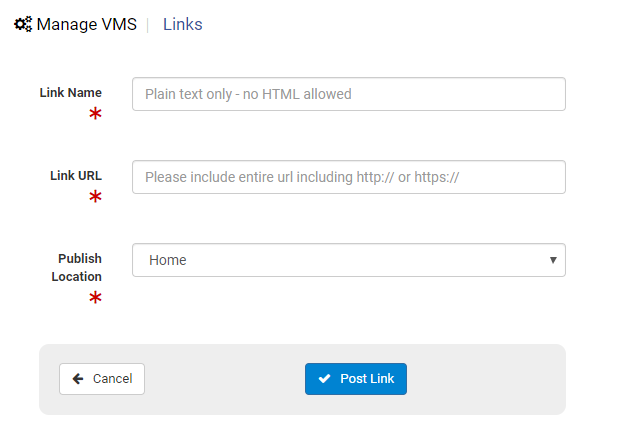 Manage VMS | Links
Link Name
Plain text only - no HTML allowed
Link URL
Please include entire url including http:// or https://
Publish
Location
Home
Cancel
Post Link